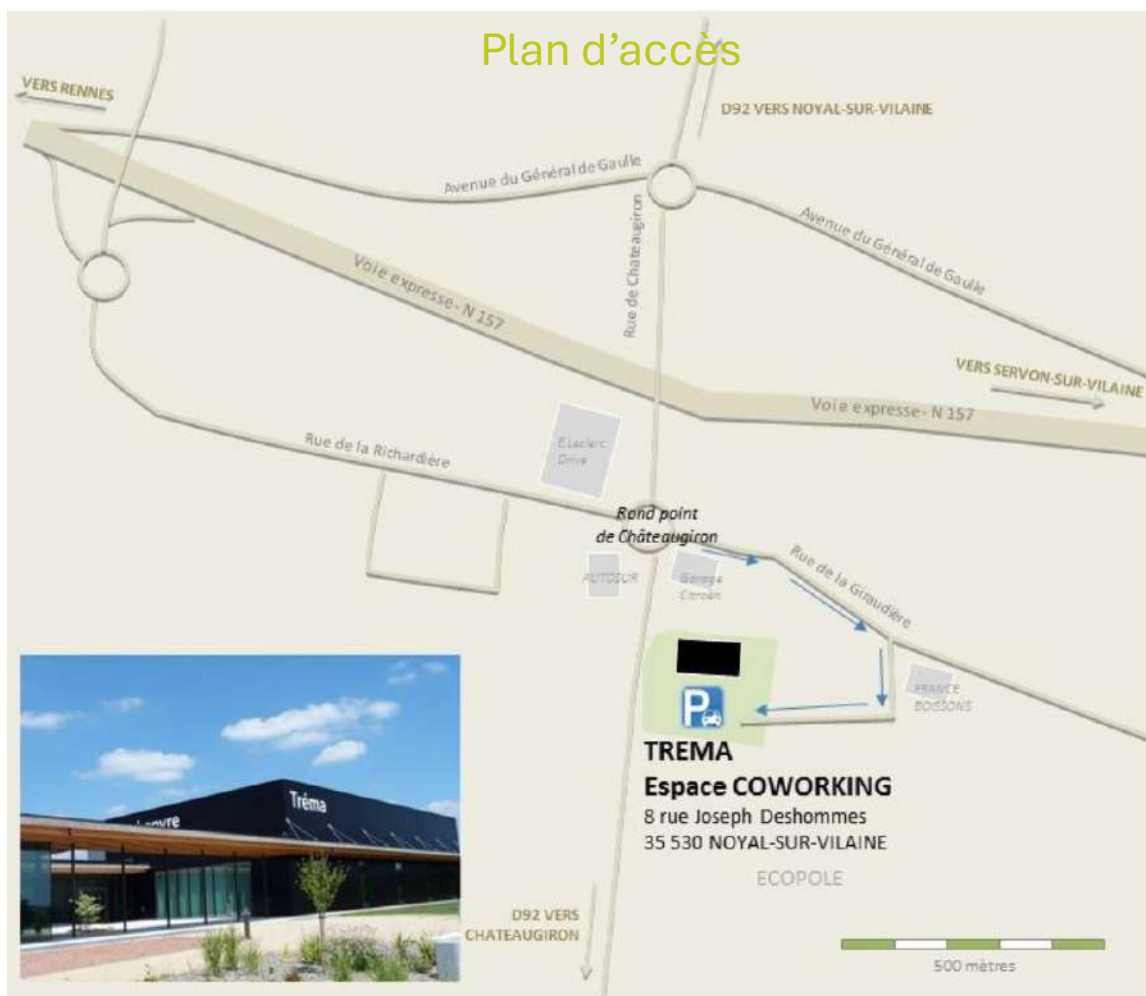 Plan d'accès
VERS RENNES
D92 VERS NOYAL-SUR-VILAINE
Avenue du Général de Gaulle
Avenue du Général de Gaulle
Rue de Chateaugiron
Voie expresse - N 157
VERS SERVON-SUR-VILAINE
Voie expresse - N 157
Rue de la Richardière
E.Leclerc
Drive
Rond point
de Châteaugiron
AUTOSUR
Garage
Citroën
Rue de la Giraudière
FRANCE
BOISSONS
P
TREMA
Espace COWORKING
8 rue Joseph Deshommes
35 530 NOYAL-SUR-VILAINE
ECOPOLE
Tréma
D92 VERS
CHATEAUGIRON
500 mètres